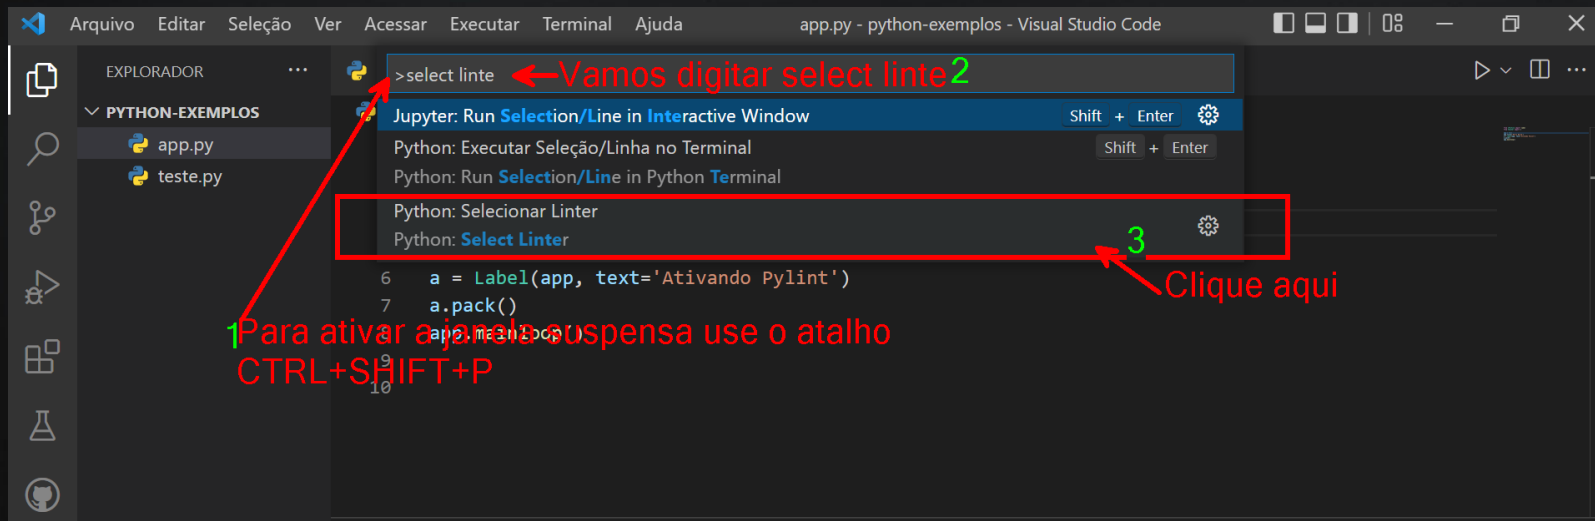 Arquivo Editar Seleção Ver Acessar Executar Terminal Ajuda app.py - python-exemplos - Visual Studio Code
EXPLORADOR
PYTHON-EXEMPLOS
app.py
teste.py
>select linte
Vamos digitar select linte 2
Jupyter: Run Selection/Line in Interactive Window Shift + Enter
Python: Executar Seleção/Linha no Terminal Shift + Enter
Python: Run Selection/Line in Python Terminal
Python: Selecionar Linter
Python: Select Linter
3
Clique aqui
6 a = Label(app, text='Ativando Pylint')
7 a.pack()
8 app.mainloop()
9
10
1 Para ativar a janela suspensa use o atalho
CTRL+SHIFT+P